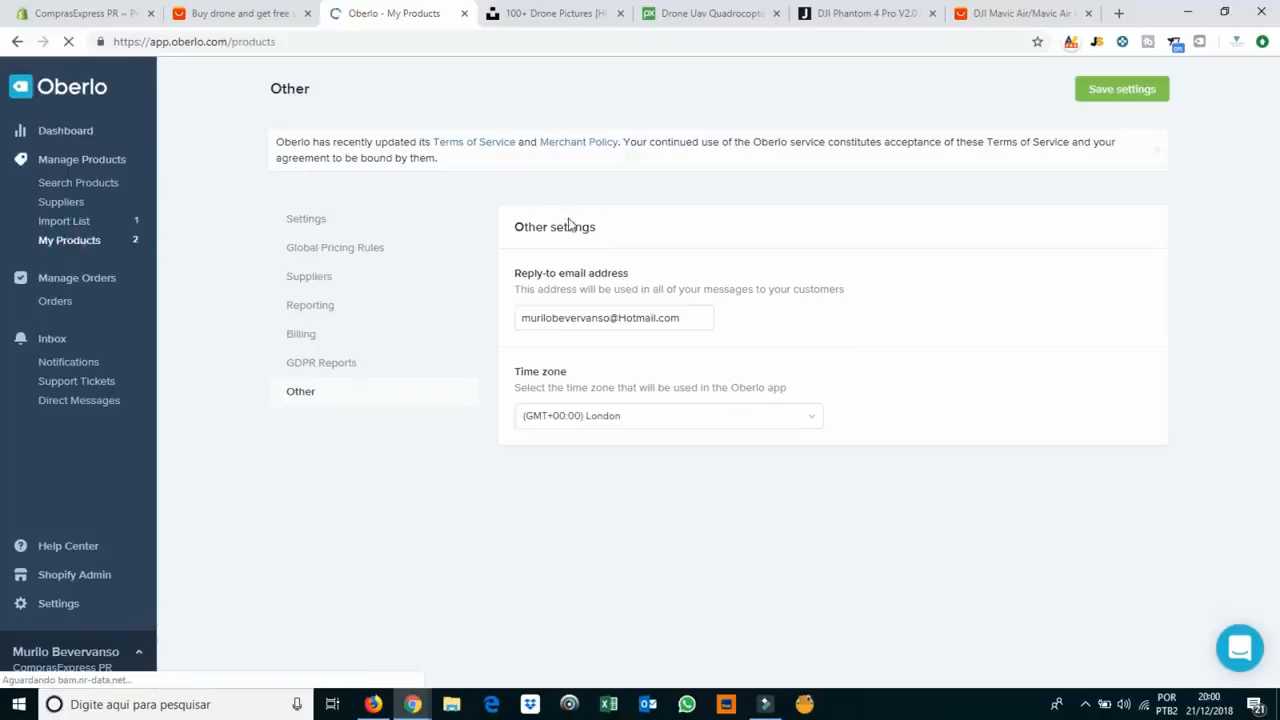 ComprasExpress PR ~ Pr
Buy drone and get free s
Oberlo - My Products
100+ Drone Pictures [H
Drone Uav Quadrocopte
DJI Phantom 4 Pro V2.0
DJI Mavic Air/Mavic Air
https://app.oberlo.com/products
Oberlo
Dashboard
Manage Products
Search Products
Suppliers
Import List 1
My Products 2
Manage Orders
Orders
Inbox
Notifications
Support Tickets
Direct Messages
Help Center
Shopify Admin
Settings
Murilo Bevervanso
ComprasExpress PR
Aguardando bam.nr-data.net...
Other
Save settings
Oberlo has recently updated its Terms of Service and Merchant Policy. Your continued use of the Oberlo service constitutes acceptance of these Terms of Service and your
agreement to be bound by them.
Settings
Global Pricing Rules
Suppliers
Reporting
Billing
GDPR Reports
Other
Other settings
Reply-to email address
This address will be used in all of your messages to your customers
murilobevervanso@Hotmail.com
Time zone
Select the time zone that will be used in the Oberlo app
(GMT+00:00) London
Digite aqui para pesquisar
POR
PTB2
20:00
21/12/2018